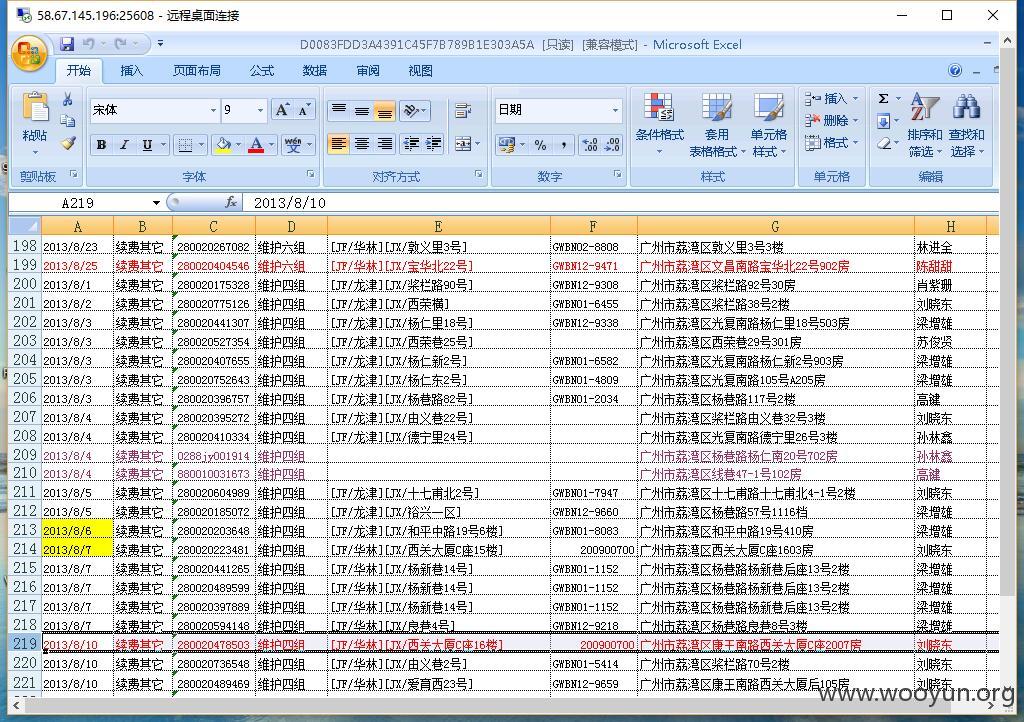 58.67.145.196:25608 - 远程桌面连接
D0083FDD3A4391C45F7B789B1E303A5A [只读] [兼容模式] - Microsoft Excel
开始 插入 页面布局 公式 数据 审阅 视图
宋体 9 日期 条件格式 套用表格格式 单元格样式 插入 删除 格式 排序和筛选 查找和选择
粘贴
剪贴板 字体 对齐方式 数字 样式 单元格 编辑
A219 fx 2013/8/10
A B C D E F G H
198 2013/8/23 续费其它 280020267082 维护六组 [JF/华林][JX/敦义里3号] GWBN02-8808 广州市荔湾区敦义里3号3楼 林进全
199 2013/8/25 续费其它 280020404546 维护六组 [JF/华林][JX/宝华北22号] GWBN12-9471 广州市荔湾区文昌南路宝华北22号902房 陈甜甜
200 2013/8/1 续费其它 280020175328 维护四组 [JF/龙津][JX/桨栏路90号] GWBN12-9308 广州市荔湾区桨栏路92号30房 肖紫珊
201 2013/8/2 续费其它 280020775126 维护四组 [JF/龙津][JX/西荣横] GWBN01-6455 广州市荔湾区桨栏路38号2楼 刘晓东
202 2013/8/3 续费其它 280020441307 维护四组 [JF/龙津][JX/杨仁里18号] GWBN12-9338 广州市荔湾区光复南路杨仁里18号503房 梁增雄
203 2013/8/3 续费其它 280020527354 维护四组 [JF/龙津][JX/西荣巷25号] 广州市荔湾区西荣巷29号301房 苏俊贤
204 2013/8/3 续费其它 280020407655 维护四组 [JF/龙津][JX/杨仁新2号] GWBN01-6582 广州市荔湾区光复南路杨仁新2号903房 梁增雄
205 2013/8/3 续费其它 280020752643 维护四组 [JF/龙津][JX/杨仁东2号] GWBN01-4809 广州市荔湾区光复南路105号A205房 梁增雄
206 2013/8/3 续费其它 280020396757 维护四组 [JF/龙津][JX/杨巷路82号] GWBN01-2034 广州市荔湾区杨巷路117号2楼 高键
207 2013/8/4 续费其它 280020395272 维护四组 [JF/龙津][JX/由义巷22号] 广州市荔湾区桨栏路由义巷32号3楼 刘晓东
208 2013/8/4 续费其它 280020410334 维护四组 [JF/龙津][JX/德宁里24号] 广州市荔湾区光复南路德宁里26号3楼 孙林鑫
209 2013/8/4 续费其它 0288jy001914 维护四组 广州市荔湾区杨巷路杨仁南20号702房 孙林鑫
210 2013/8/4 续费其它 880010031673 维护四组 广州市荔湾区线巷47-1号102房 高键
211 2013/8/5 续费其它 280020604989 维护四组 [JF/龙津][JX/十七甫北2号] GWBN01-7947 广州市荔湾区十七甫路十七甫北4-1号2楼 刘晓东
212 2013/8/5 续费其它 280020185072 维护四组 [JF/龙津][JX/裕兴一区] GWBN12-9660 广州市荔湾区杨巷路57号1116档 梁增雄
213 2013/8/6 续费其它 280020203648 维护四组 [JF/龙津][JX/和平中路19号6楼] GWBN01-8083 广州市荔湾区和平中路19号410房 刘晓东
214 2013/8/7 续费其它 280020223481 维护四组 [JF/龙津][JX/西关大厦C座15楼] 200900700 广州市荔湾区西关大厦C座1603房 刘晓东
215 2013/8/7 续费其它 280020441265 维护四组 [JF/龙津][JX/杨新巷14号] GWBN01-1152 广州市荔湾区杨巷路杨新巷后座13号2楼 梁增雄
216 2013/8/7 续费其它 280020489599 维护四组 [JF/龙津][JX/杨新巷14号] GWBN01-1152 广州市荔湾区杨巷路杨新巷后座13号2楼 梁增雄
217 2013/8/7 续费其它 280020397889 维护四组 [JF/龙津][JX/杨新巷14号] GWBN01-1152 广州市荔湾区杨巷路杨新巷后座13号2楼 梁增雄
218 2013/8/7 续费其它 280020594148 维护四组 [JF/龙津][JX/良巷4号] GWBN12-9218 广州市荔湾区杨巷路良巷8号3楼 梁增雄
219 2013/8/10 续费其它 280020478503 维护四组 [JF/华林][JX/西关大厦C座16楼] 200900700 广州市荔湾区康王南路西关大厦C座2007房 刘晓东
220 2013/8/10 续费其它 280020736548 维护四组 [JF/龙津][JX/由义巷2号] GWBN01-5414 广州市荔湾区桨栏路70号2楼 梁增雄
221 2013/8/10 续费其它 280020489469 维护四组 [JF/龙津][JX/爱育西23号] GWBN12-9659 广州市荔湾区康王南路西关大厦后105房 刘晓东
www.wooyun.org